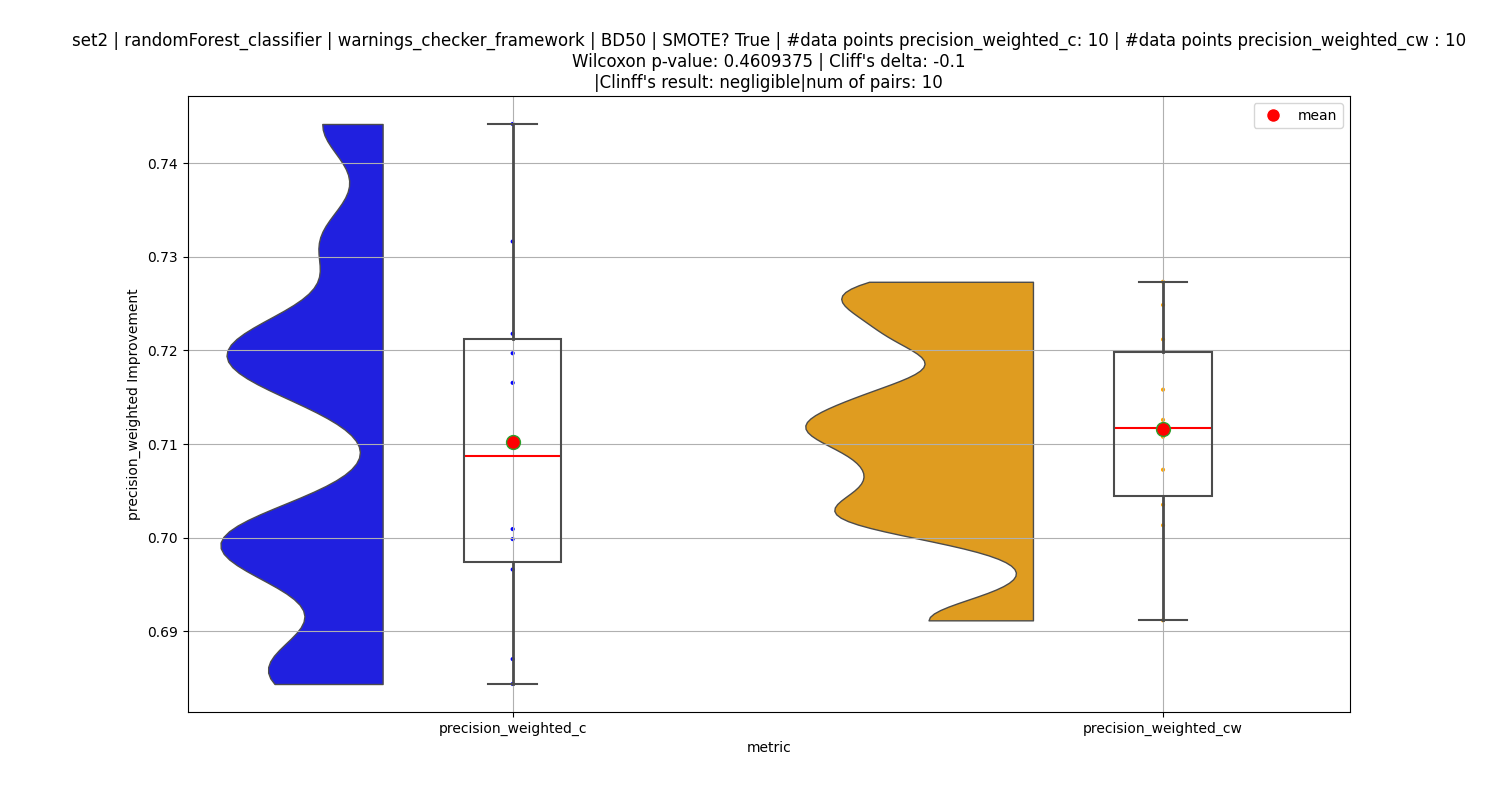 set2 | randomForest_classifier | warnings_checker_framework | BD50 | SMOTE? True | #data points precision_weighted_c: 10 | #data points precision_weighted_cw : 10
Wilcoxon p-value: 0.4609375 | Cliff's delta: -0.1
|Clinff's result: negligible|num of pairs: 10
mean
0.74
0.73
0.72
0.71
0.70
0.69
precision_weighted Improvement
precision_weighted_c
precision_weighted_cw
metric